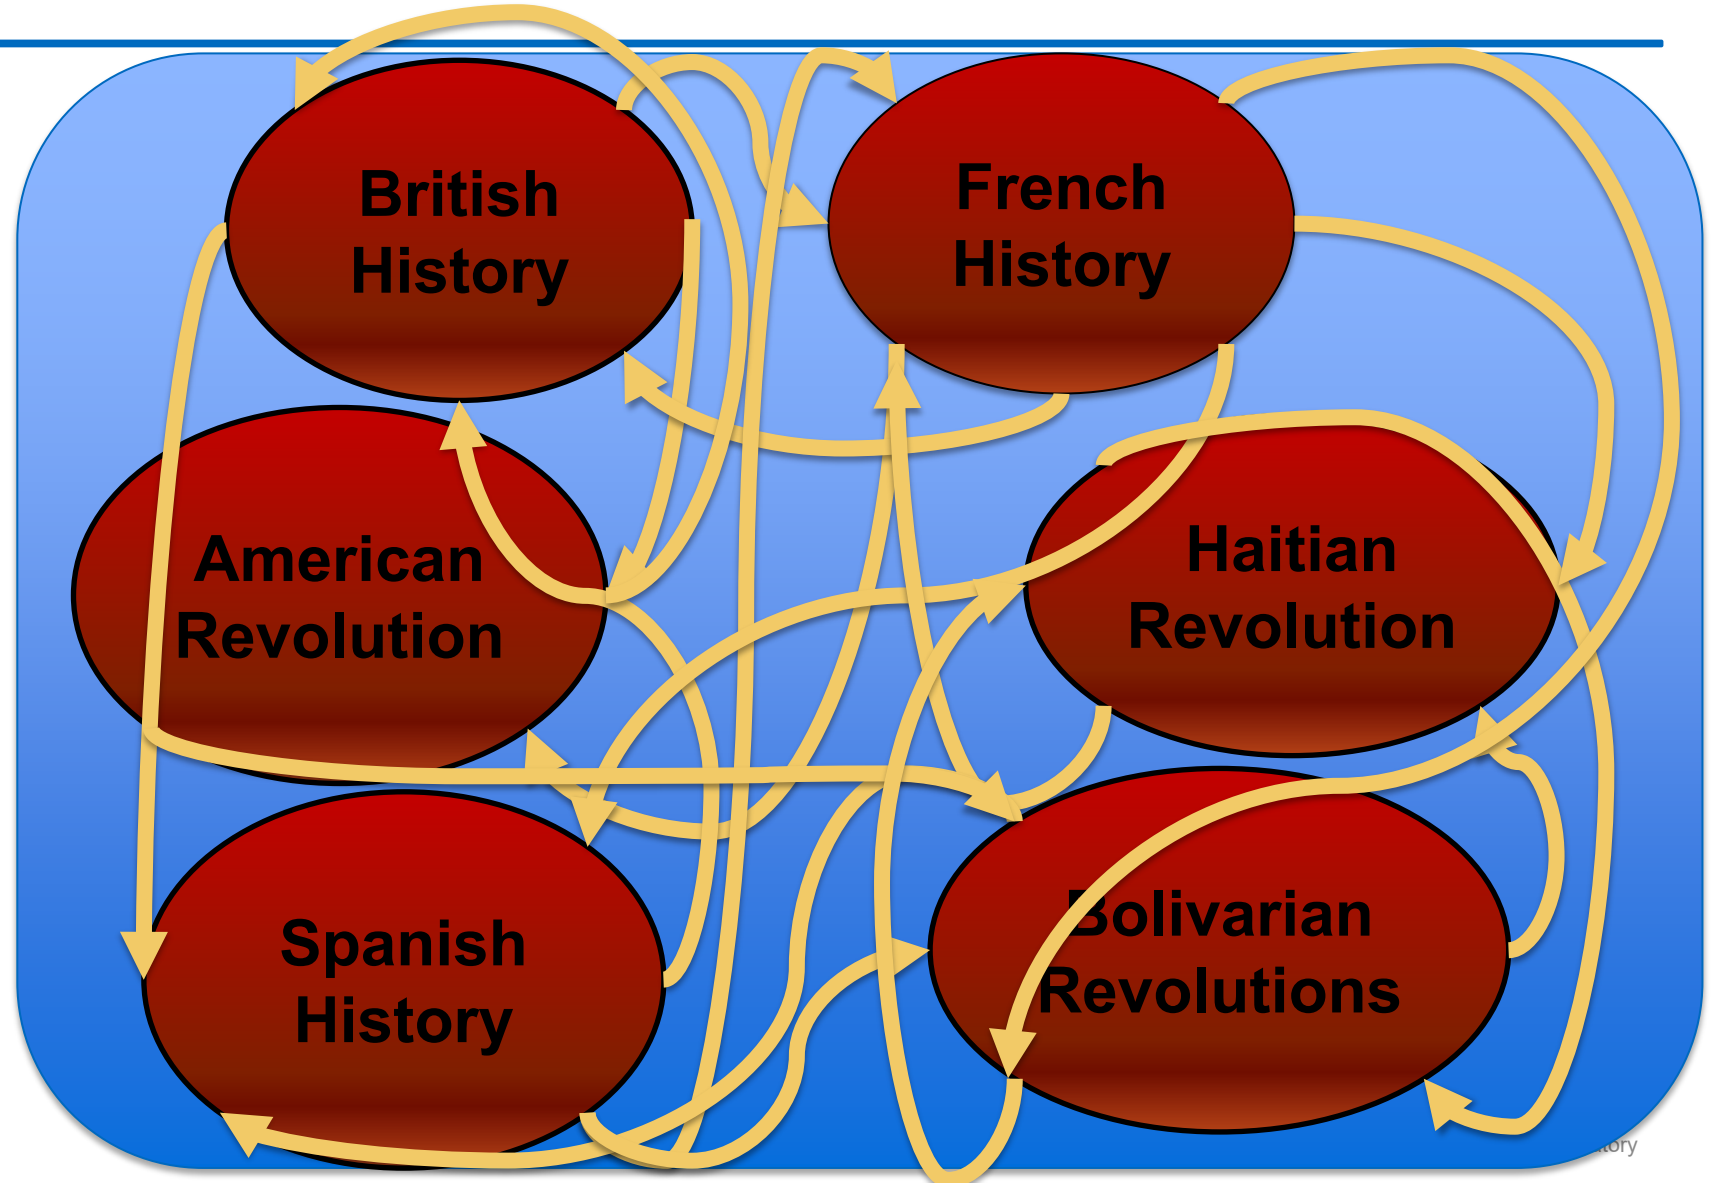 British
History
French
History
American
Revolution
Haitian
Revolution
Spanish
History
Bolivarian
Revolutions